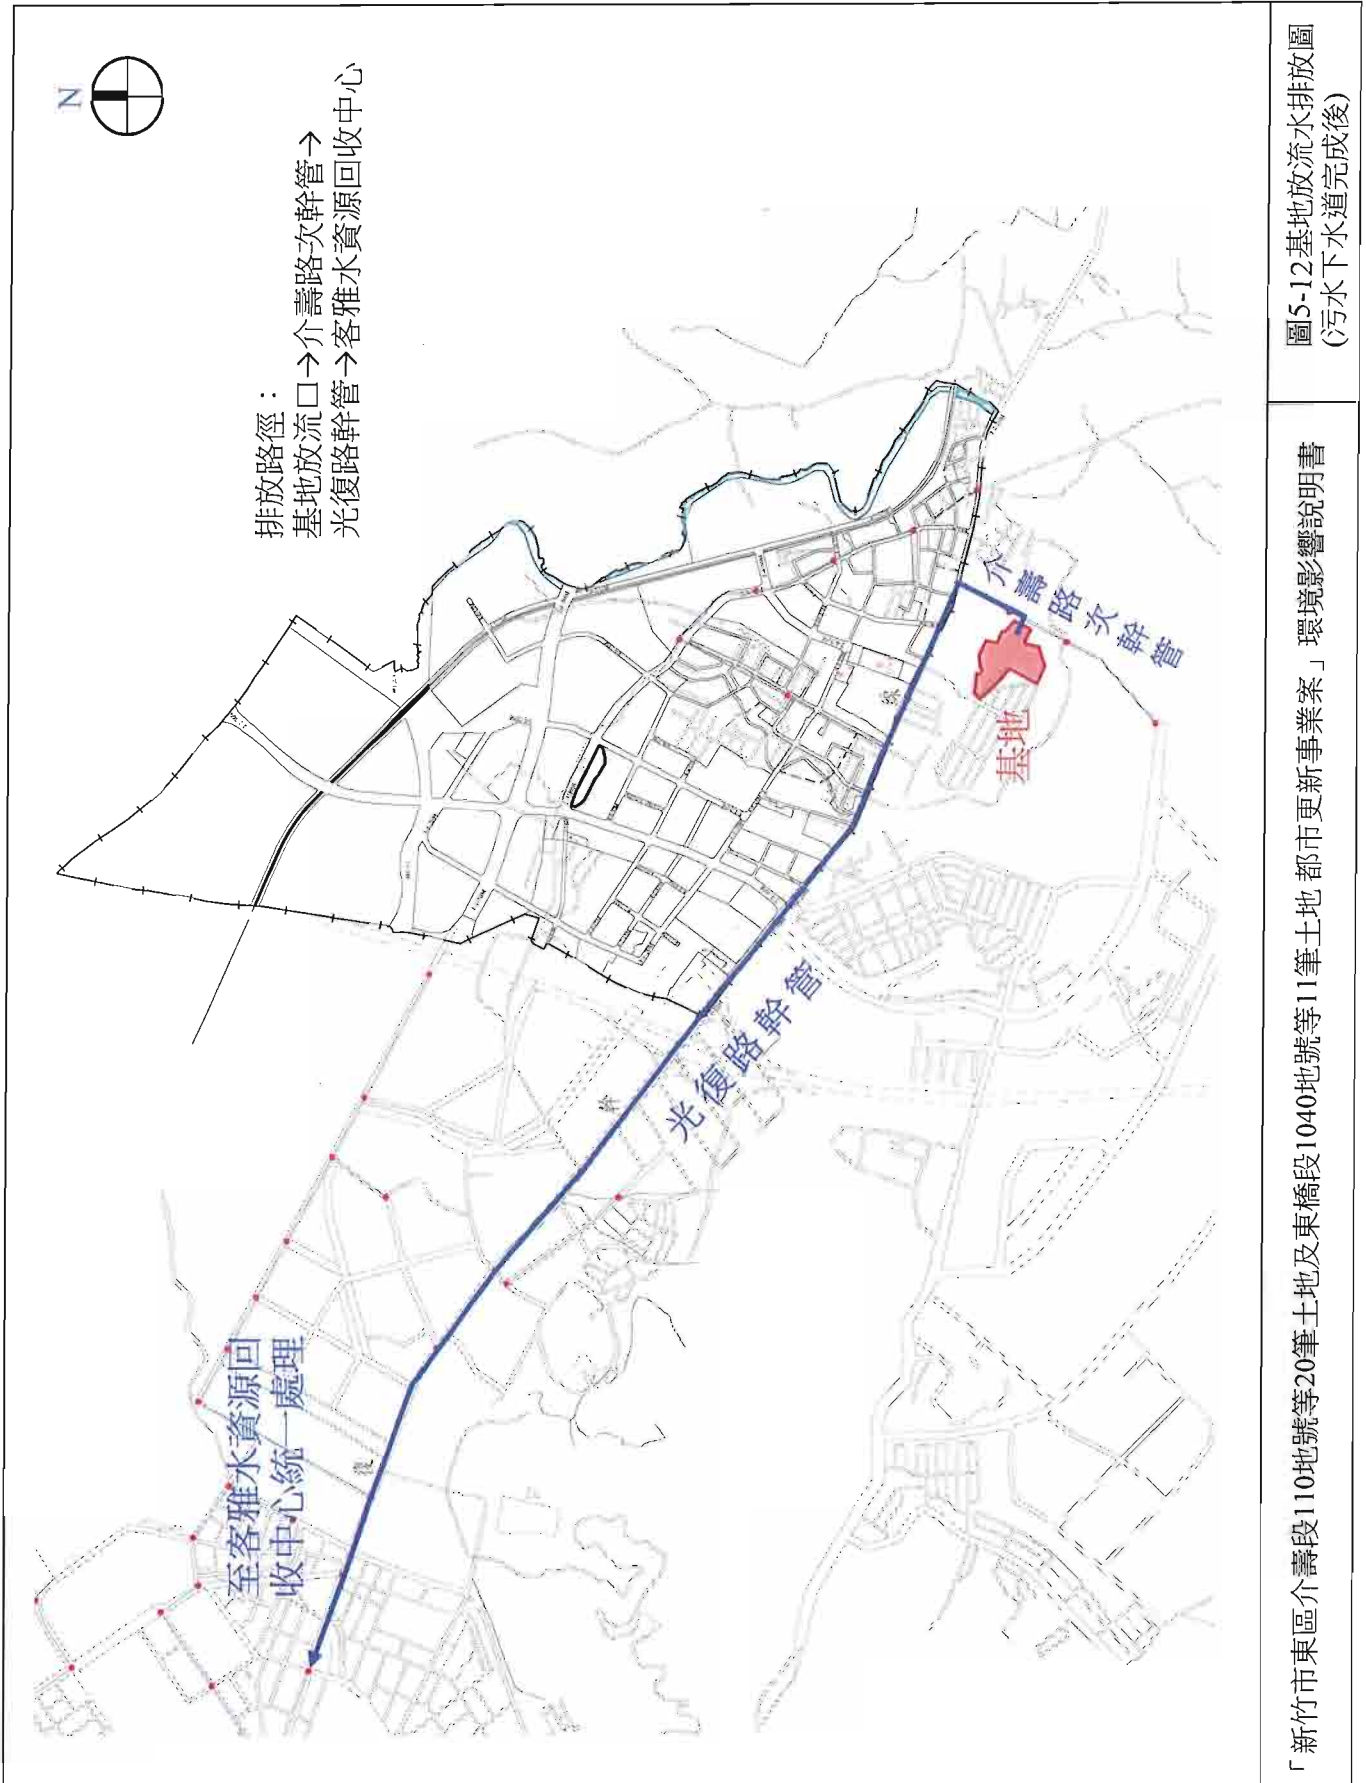 N
排放路徑：
基地放流口→介壽路次幹管→
光復路幹管→客雅水資源回收中心
至客雅水資源回
收中心統一處理
光復路幹管
介壽路次幹管
基地
復
幹
線
「新竹市東區介壽段110地號等20筆土地及東橋段1040地號等11筆土地 都市更新事業案」環境影響說明書
圖5-12基地放流水排放圖
(污水下水道完成後)